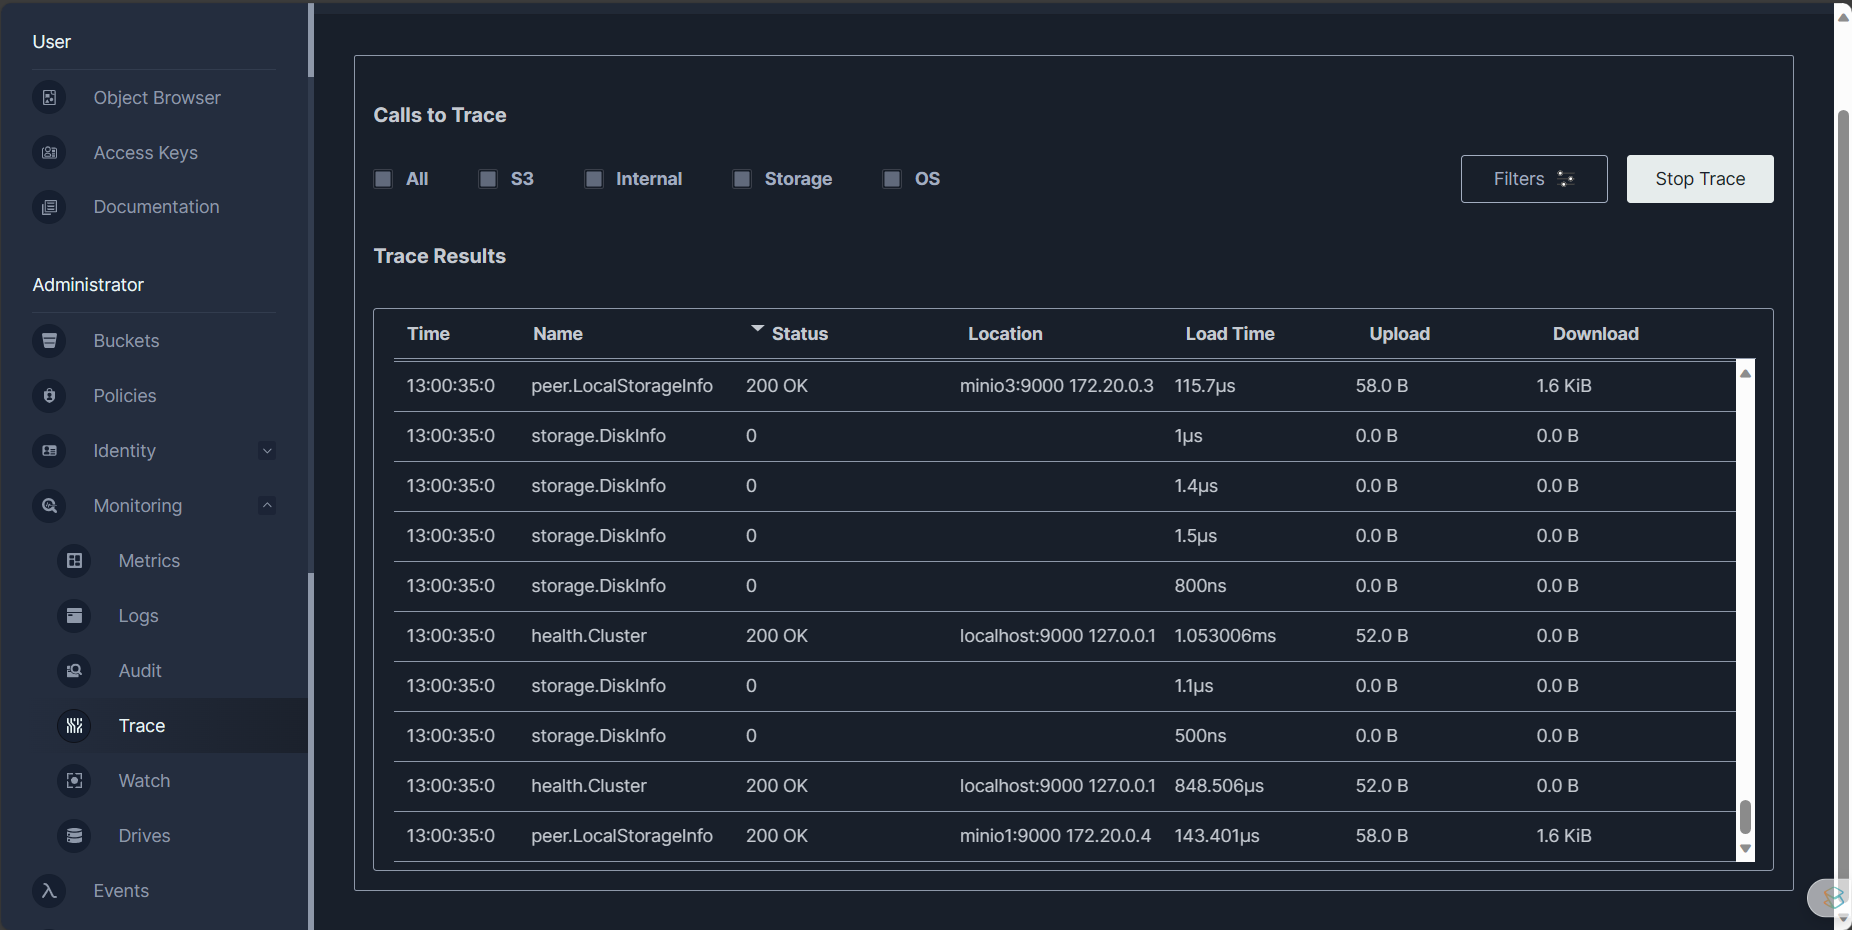 User
Object Browser
Access Keys
Documentation
Administrator
Buckets
Policies
Identity
Monitoring
Metrics
Logs
Audit
Trace
Watch
Drives
Events
Calls to Trace
All S3 Internal Storage OS Filters Stop Trace
Trace Results
Time Name Status Location Load Time Upload Download
13:00:35:0 peer.LocalStorageInfo 200 OK minio3:9000 172.20.0.3 115.7µs 58.0 B 1.6 KiB
13:00:35:0 storage.DiskInfo 0 1µs 0.0 B 0.0 B
13:00:35:0 storage.DiskInfo 0 1.4µs 0.0 B 0.0 B
13:00:35:0 storage.DiskInfo 0 1.5µs 0.0 B 0.0 B
13:00:35:0 storage.DiskInfo 0 800ns 0.0 B 0.0 B
13:00:35:0 health.Cluster 200 OK localhost:9000 127.0.0.1 1.053006ms 52.0 B 0.0 B
13:00:35:0 storage.DiskInfo 0 1.1µs 0.0 B 0.0 B
13:00:35:0 storage.DiskInfo 0 500ns 0.0 B 0.0 B
13:00:35:0 health.Cluster 200 OK localhost:9000 127.0.0.1 848.506µs 52.0 B 0.0 B
13:00:35:0 peer.LocalStorageInfo 200 OK minio1:9000 172.20.0.4 143.401µs 58.0 B 1.6 KiB